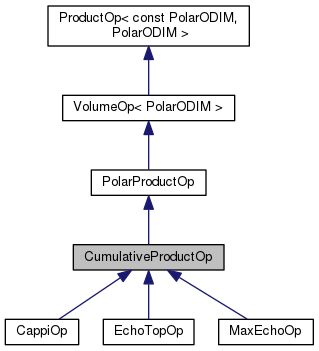 ProductOp< const PolarODIM,
PolarODIM >
VolumeOp< PolarODIM >
PolarProductOp
CumulativeProductOp
CappiOp
EchoTopOp
MaxEchoOp